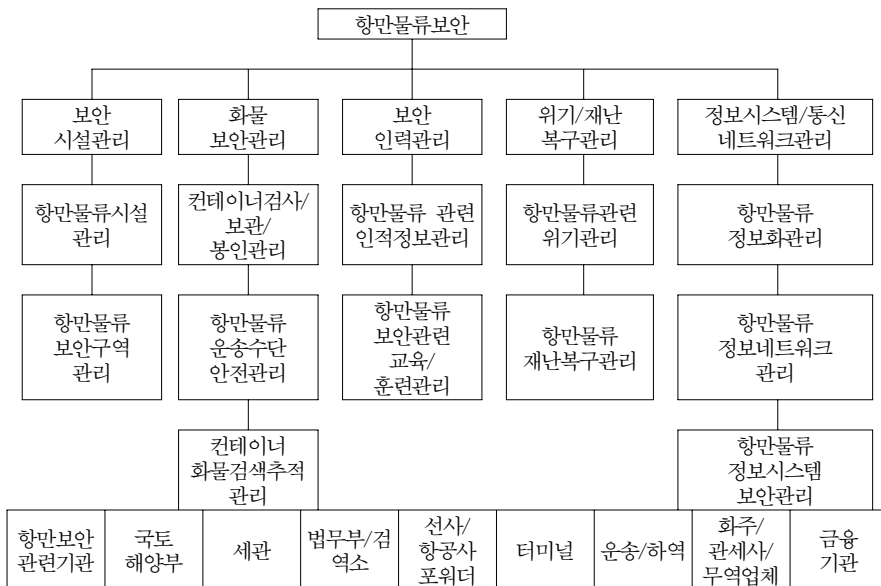 항만물류보안
보안
시설관리
화물
보안관리
보안
인력관리
위기/재난
복구관리
정보시스템/통신
네트워크관리
항만물류시설
관리
컨테이너검사/
보관/
봉인관리
항만물류 관련
인적정보관리
항만물류관련
위기관리
항만물류
정보화관리
항만물류
보안구역
관리
항만물류
운송수단
안전관리
항만물류
보안관련
교육/
훈련관리
항만물류
재난복구관리
항만물류
정보네트워크
관리
컨테이너
화물검색추적
관리
항만물류
정보시스템
보안관리
항만보안
관련기관
국토
해양부
세관
법무부/검
역소
선사/
항공사
포워더
터미널
운송/하역
화주/
관세사/
무역업체
금융
기관